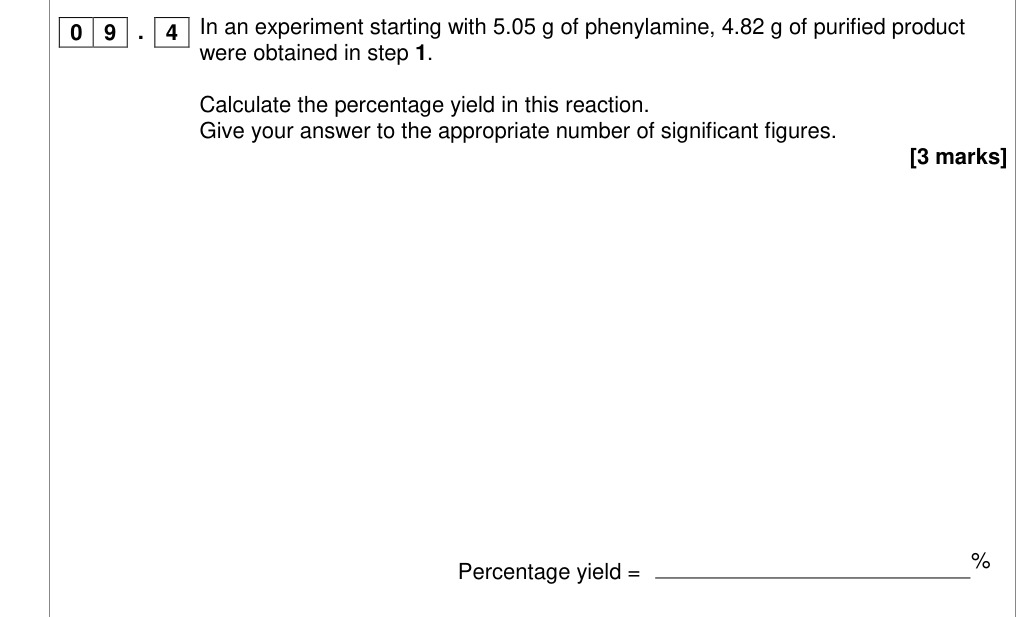 0 9 . 4 In an experiment starting with 5.05 g of phenylamine, 4.82 g of purified product
were obtained in step 1.
Calculate the percentage yield in this reaction.
Give your answer to the appropriate number of significant figures.
[3 marks]
Percentage yield = ____________________ %